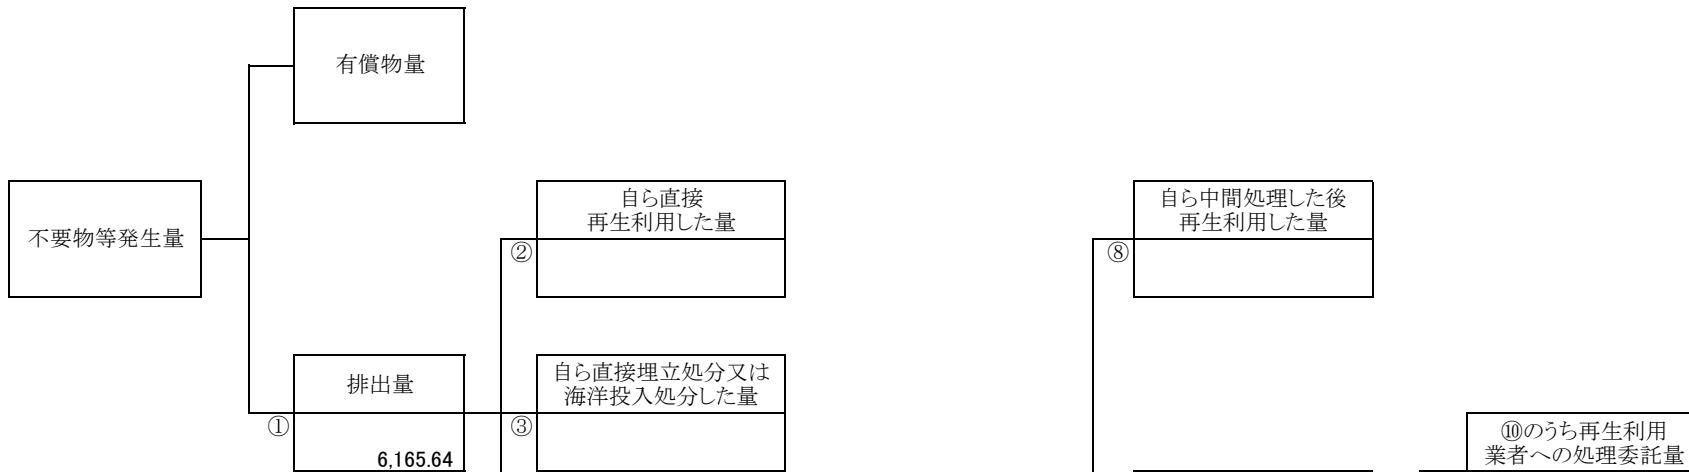 有償物量
不要物等発生量
自ら直接
再生利用した量
②
自ら中間処理した後
再生利用した量
⑧
排出量
①
6,165.64
自ら直接埋立処分又は
海洋投入処分した量
③
⑩のうち再生利用
業者への処理委託量